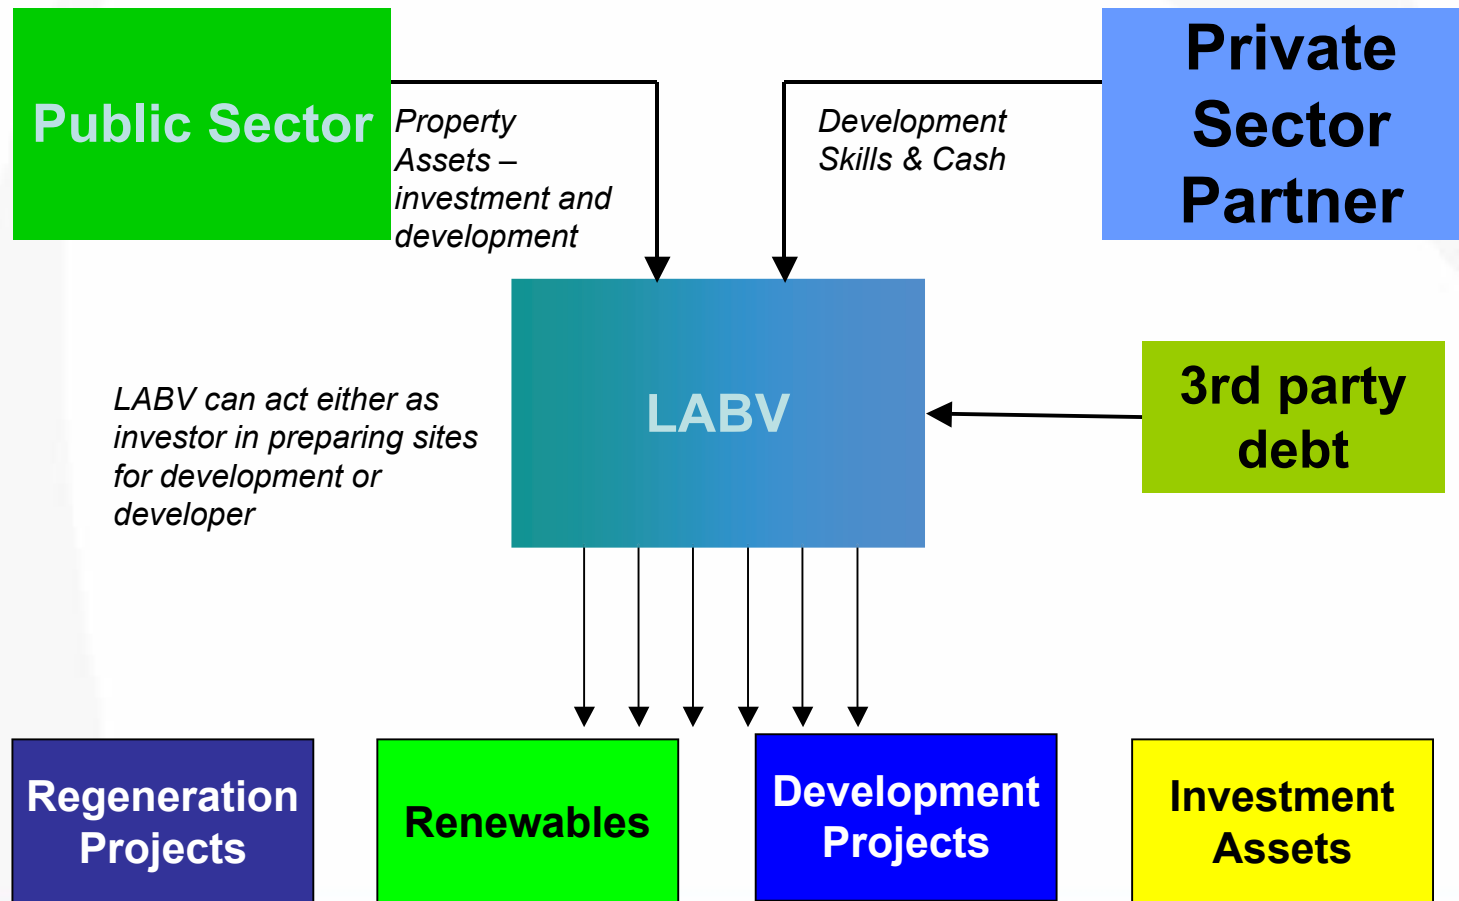 Public Sector
Property
Assets –
investment and
development
Development
Skills & Cash
Private
Sector
Partner
LABV can act either as
investor in preparing sites
for development or
developer
LABV
3rd party
debt
Regeneration
Projects
Renewables
Development
Projects
Investment
Assets